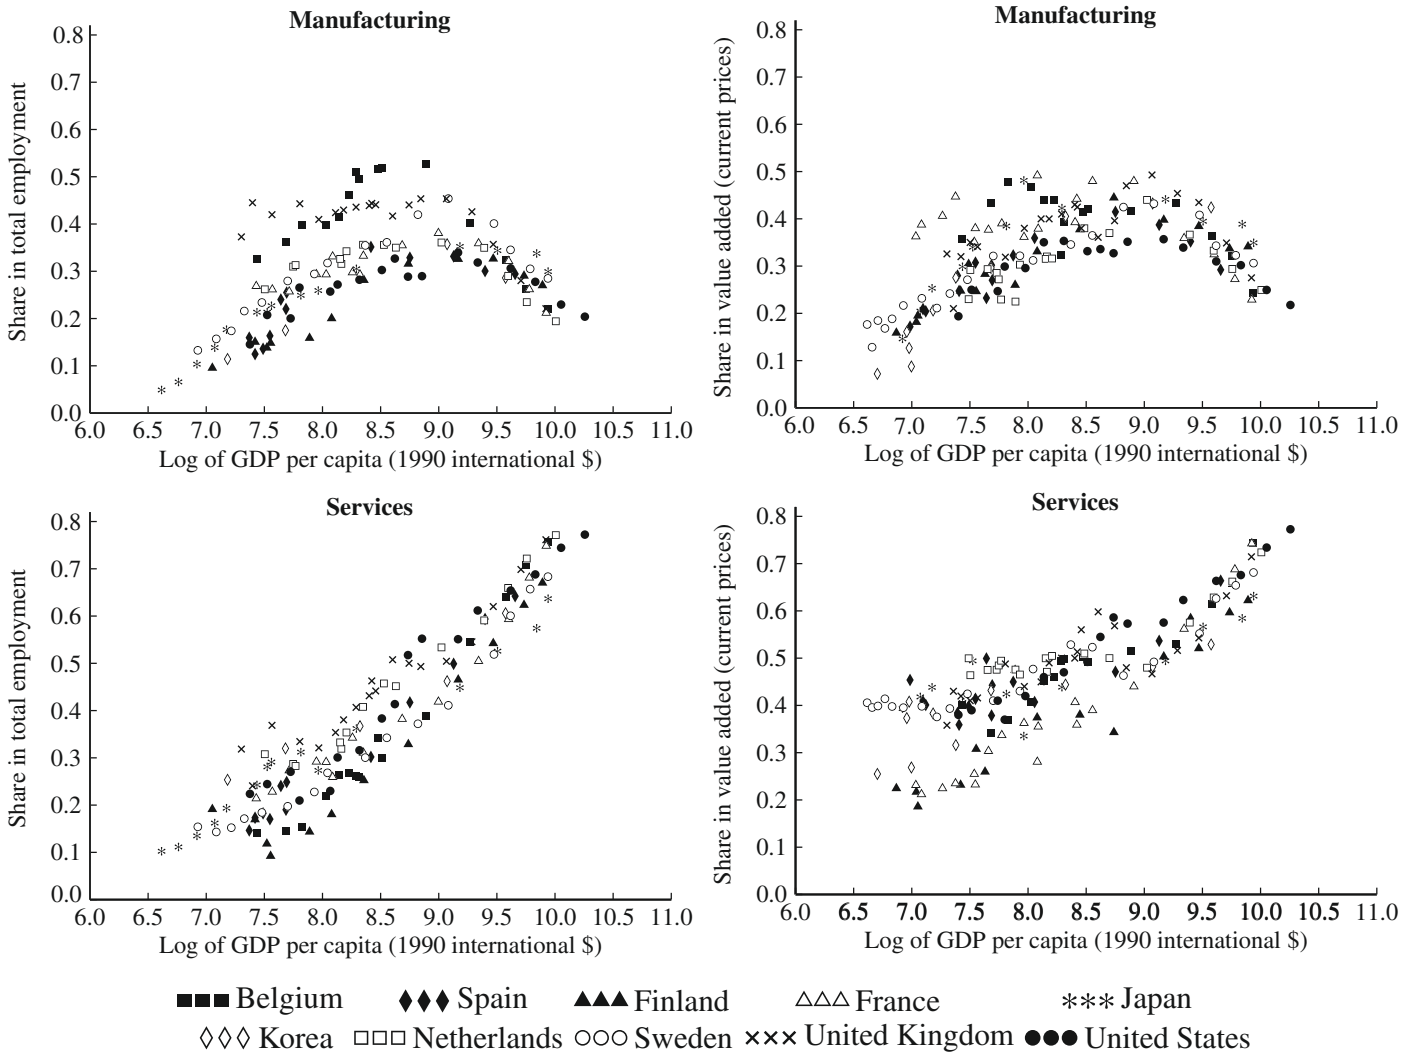 Manufacturing
Share in total employment
0.8
0.7
0.6
0.5
0.4
0.3
0.2
0.1
0.0
6.0 6.5 7.0 7.5 8.0 8.5 9.0 9.5 10.0 10.5 11.0
Log of GDP per capita (1990 international $)
Manufacturing
Share in value added (current prices)
0.8
0.7
0.6
0.5
0.4
0.3
0.2
0.1
0.0
6.0 6.5 7.0 7.5 8.0 8.5 9.0 9.5 10.0 10.5 11.0
Log of GDP per capita (1990 international $)
Services
Share in total employment
0.8
0.7
0.6
0.5
0.4
0.3
0.2
0.1
0.0
6.0 6.5 7.0 7.5 8.0 8.5 9.0 9.5 10.0 10.5 11.0
Log of GDP per capita (1990 international $)
Services
Share in value added (current prices)
0.8
0.7
0.6
0.5
0.4
0.3
0.2
0.1
0.0
6.0 6.5 7.0 7.5 8.0 8.5 9.0 9.5 10.0 10.5 11.0
Log of GDP per capita (1990 international $)
Belgium Spain Finland France Japan
Korea Netherlands Sweden United Kingdom United States